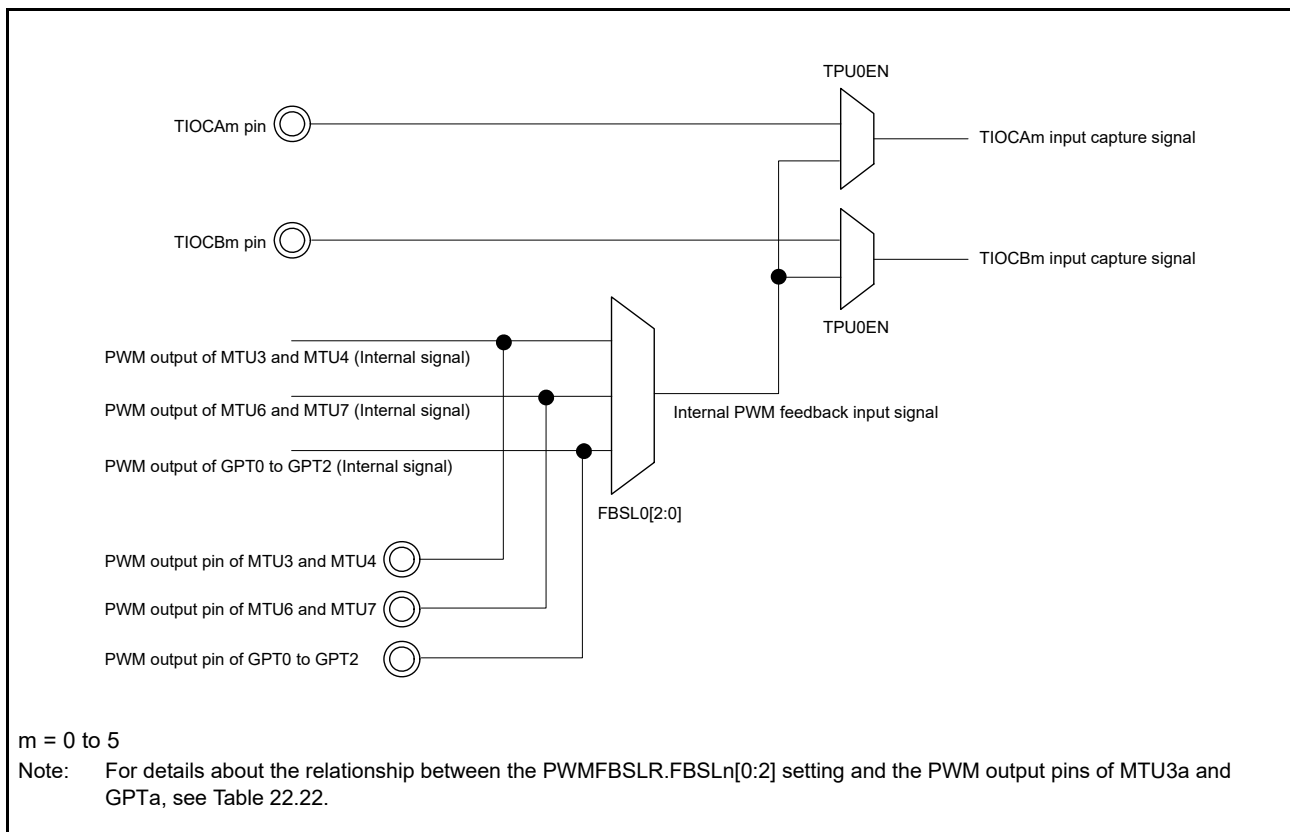 TPU0EN
TIOCAm pin
TIOCAm input capture signal
TIOCBm pin
TIOCBm input capture signal
TPU0EN
PWM output of MTU3 and MTU4 (Internal signal)
PWM output of MTU6 and MTU7 (Internal signal)
Internal PWM feedback input signal
PWM output of GPT0 to GPT2 (Internal signal)
FBSL0[2:0]
PWM output pin of MTU3 and MTU4
PWM output pin of MTU6 and MTU7
PWM output pin of GPT0 to GPT2
m = 0 to 5
Note: For details about the relationship between the PWMFBSLR.FBSLn[0:2] setting and the PWM output pins of MTU3a and
GPTa, see Table 22.22.